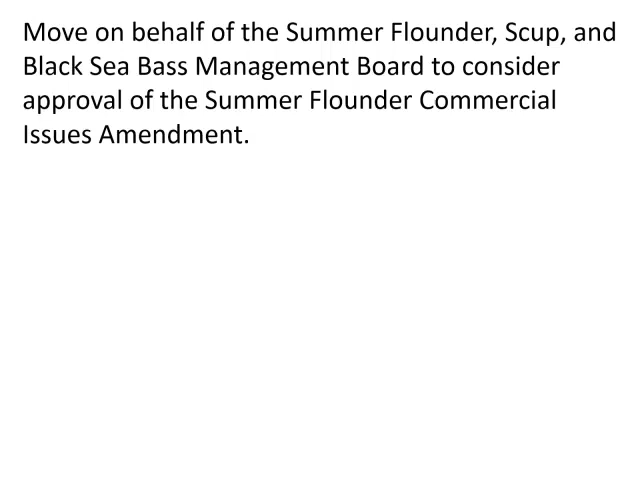 Move on behalf of the Summer Flounder, Scup, and
Black Sea Bass Management Board to consider
approval of the Summer Flounder Commercial
Issues Amendment.